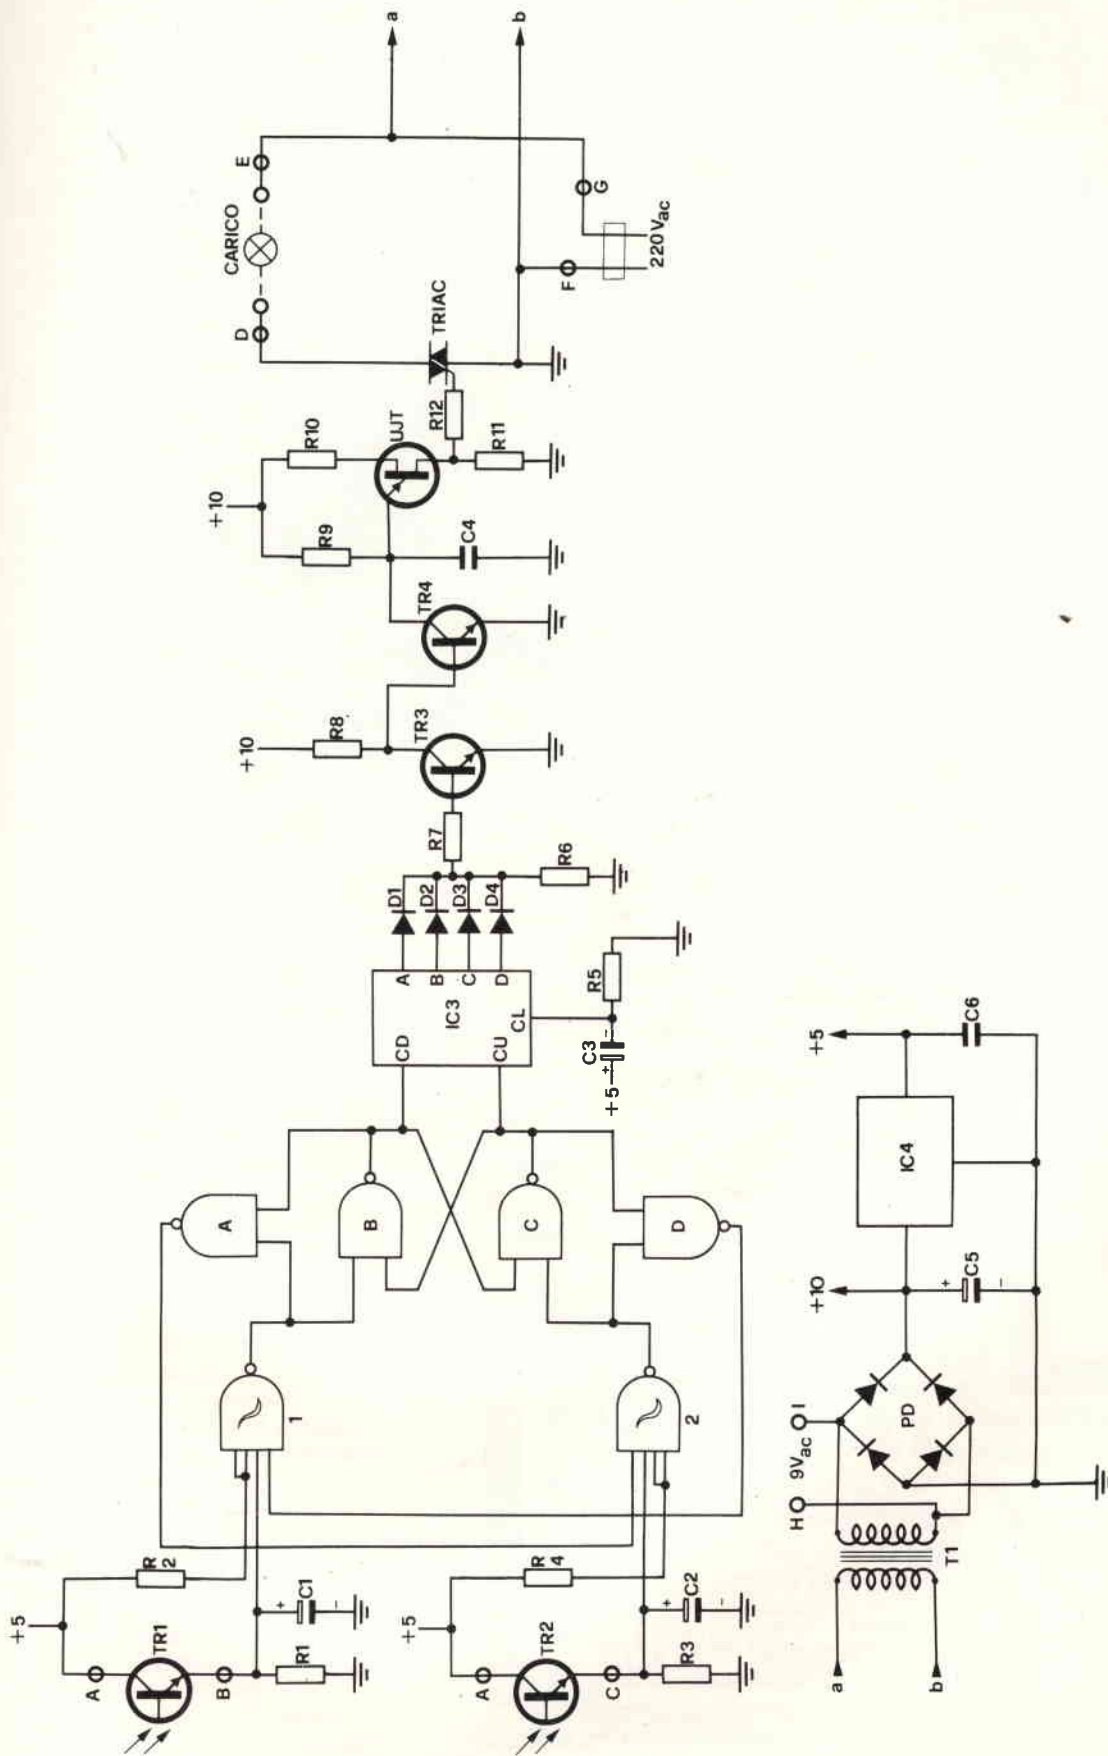 +5
A
TR1
B
R1
C1
+
-
R
2
+5
A
TR2
C
R3
C2
+
-
R
4
1
2
A
B
C
D
CD
CU
IC3
CL
A
B
C
D
+5
C3
+
-
R5
D1
D2
D3
D4
R6
R7
+10
R8
TR3
TR4
+10
R9
R10
C4
UJT
R11
R12
TRIAC
D
CARICO
E
F
G
220Vac
a
b
a
b
T1
H
9Vac
I
PD
+10
C5
+
-
IC4
+5
C6